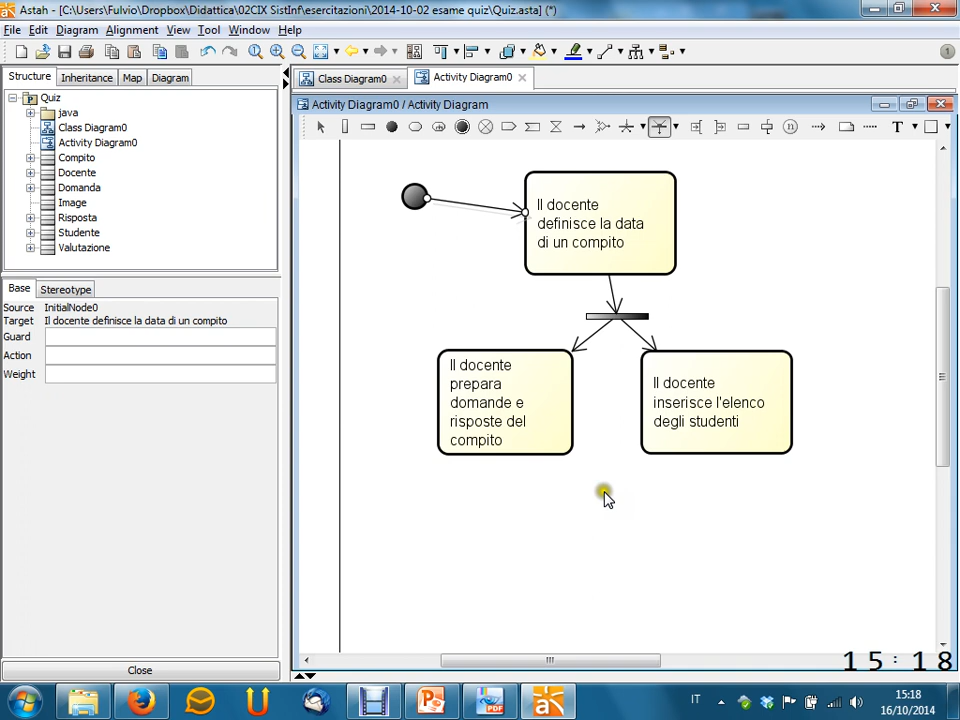 Astah - [C:\Users\Fulvio\Dropbox\Didattica\02CIX SistInf\esercitazioni\2014-10-02 esame quiz\Quiz.asta] (*)
File Edit Diagram Alignment View Tool Window Help
1
Structure Inheritance Map Diagram
Class Diagram0
Activity Diagram0
Quiz
java
Class Diagram0
Activity Diagram0
Compito
Docente
Domanda
Image
Risposta
Studente
Valutazione
Base Stereotype
Source InitialNode0
Target Il docente definisce la data di un compito
Guard
Action
Weight
Close
Activity Diagram0 / Activity Diagram
n T
Il docente
definisce la data
di un compito
Il docente
prepara
domande e
risposte del
compito
Il docente
inserisce l'elenco
degli studenti
15:18
IT
15:18
16/10/2014